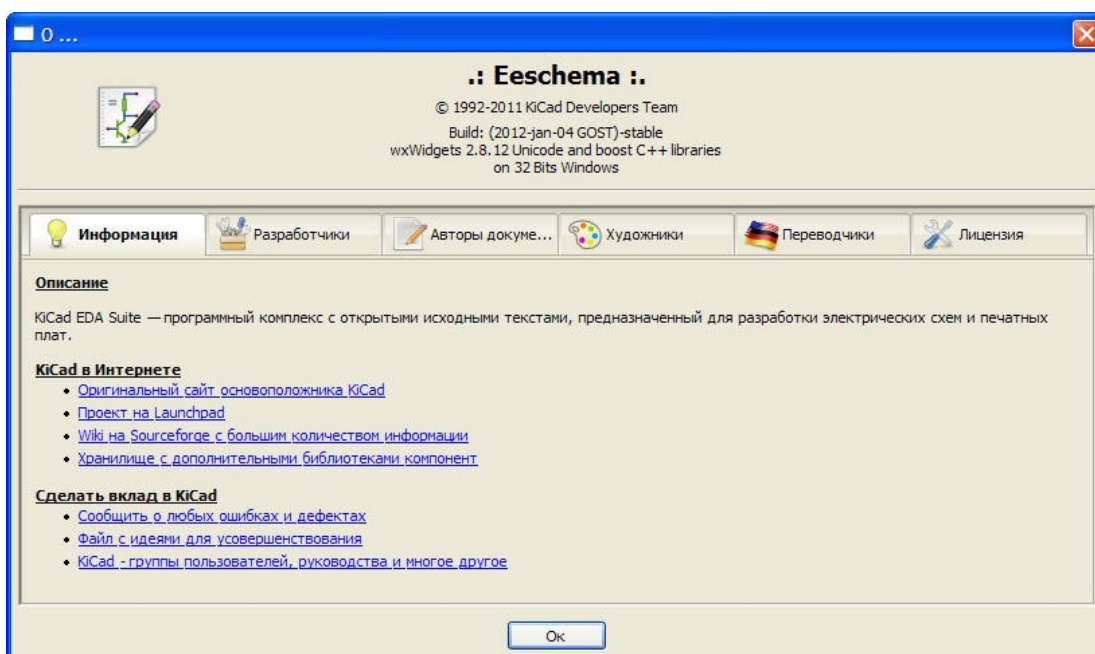 О ...
.: Eeschema :.
© 1992-2011 KiCad Developers Team
Build: (2012-jan-04 GOST)-stable
wxWidgets 2.8.12 Unicode and boost C++ libraries
on 32 Bits Windows
Информация Разработчики Авторы докуме... Художники Переводчики Лицензия
Описание
KiCad EDA Suite — программный комплекс с открытыми исходными текстами, предназначенный для разработки электрических схем и печатных
плат.
KiCad в Интернете
• Оригинальный сайт основоположника KiCad
• Проект на Launchpad
• Wiki на Sourceforge с большим количеством информации
• Хранилище с дополнительными библиотеками компонент
Сделать вклад в KiCad
• Сообщить о любых ошибках и дефектах
• Файл с идеями для усовершенствования
• KiCad - группы пользователей, руководства и многое другое
Ок